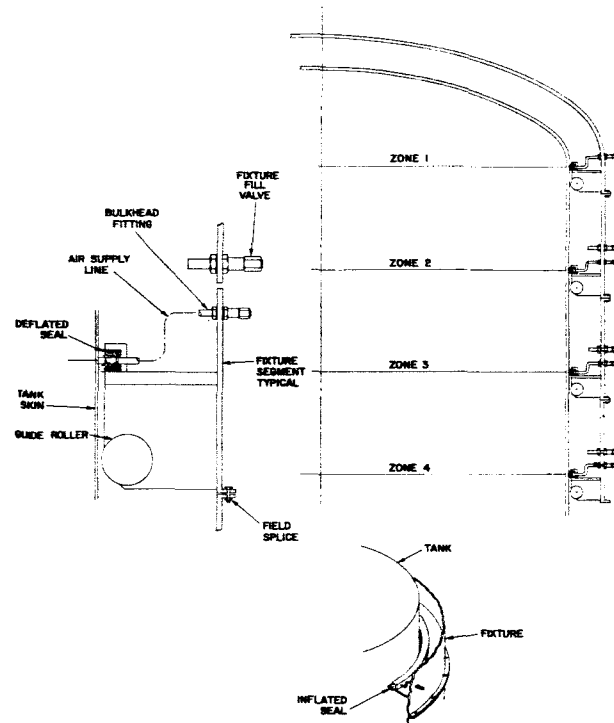 ZONE 1
FIXTURE
FILL
VALVE
BULKHEAD
FITTING
AIR SUPPLY
LINE
ZONE 2
DEFLATED
SEAL
FIXTURE
SEGMENT
TYPICAL
ZONE 3
TANK
SKIN
GUIDE ROLLER
ZONE 4
FIELD
SPLICE
TANK
FIXTURE
INFLATED
SEAL